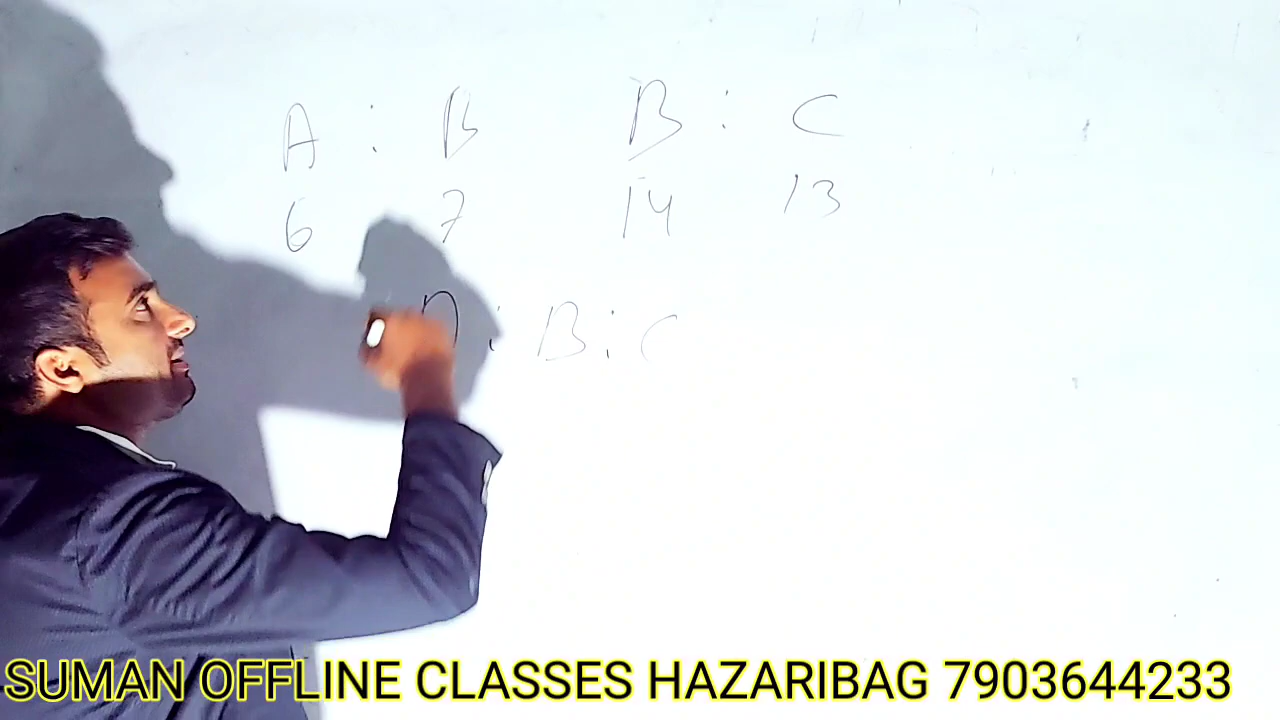 A : B B : C
6 7 14 13
A : B : C
SUMAN OFFLINE CLASSES HAZARIBAG 7903644233